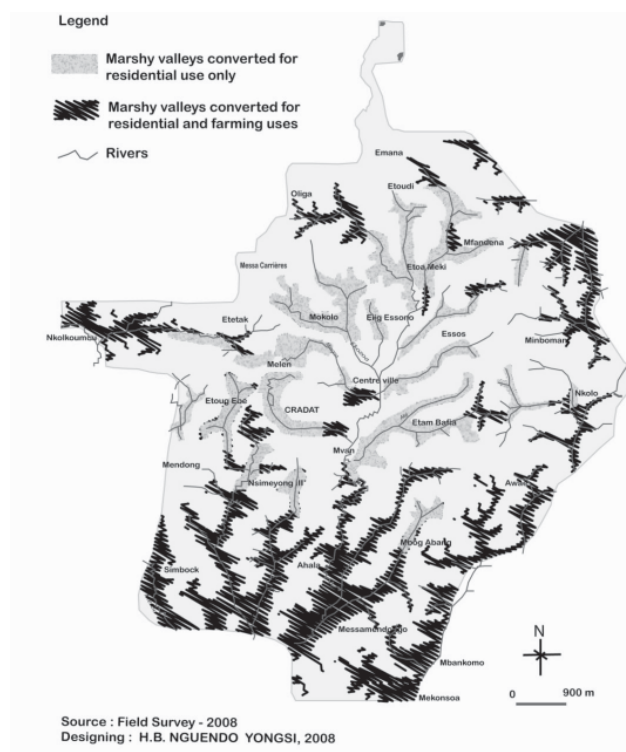 Legend
Marshy valleys converted for
residential use only
Marshy valleys converted for
residential and farming uses
Rivers
Emana
Etoudi
Oliga
Mfandena
Etoa Meki
Messa Carrières
Mokolo
Elig Essono
Etetak
Nkolkoumou
Essos
Minboman
Melen
Centre ville
Nkolo
Etoug Ebe
CRADAT
Etam Bafia
Mvan
Mendong
Nsimeyong II
Mbog Abang
Simbock
Ahala
Mbankomo
Mekonsoa
N
0 900 m
Source : Field Survey - 2008
Designing : H.B. NGUENDO YONGSI, 2008